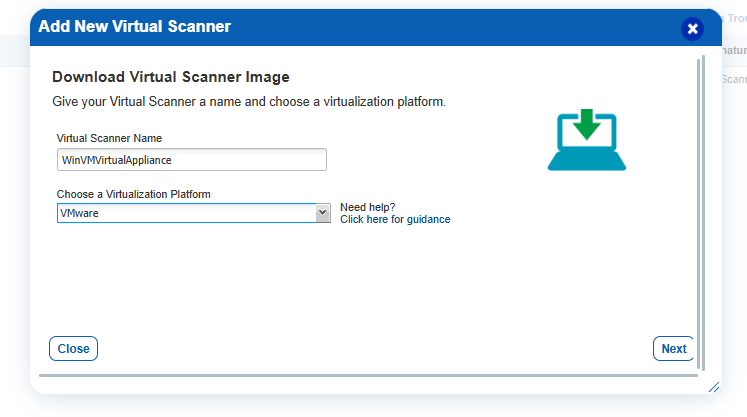 Add New Virtual Scanner
Download Virtual Scanner Image
Give your Virtual Scanner a name and choose a virtualization platform.
Virtual Scanner Name
WinVMVirtualAppliance
Choose a Virtualization Platform
VMware
Need help?
Click here for guidance
Close
Next